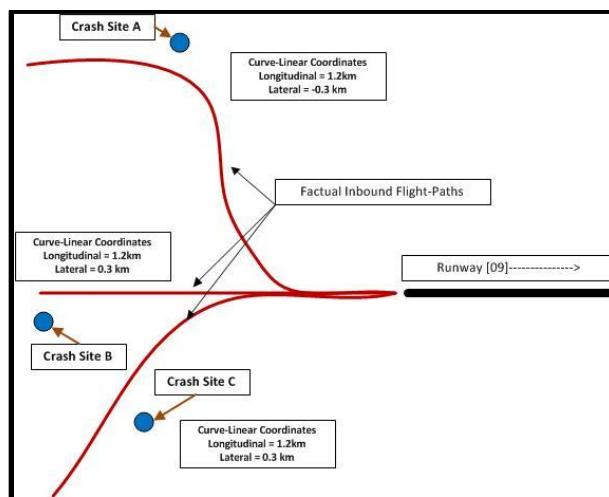 Crash Site A
Curve-Linear Coordinates
Longitudinal = 1.2km
Lateral = -0.3 km
Factual Inbound Flight-Paths
Curve-Linear Coordinates
Longitudinal = 1.2km
Lateral = 0.3 km
Runway [09]--------------->
Crash Site B
Crash Site C
Curve-Linear Coordinates
Longitudinal = 1.2km
Lateral = 0.3 km